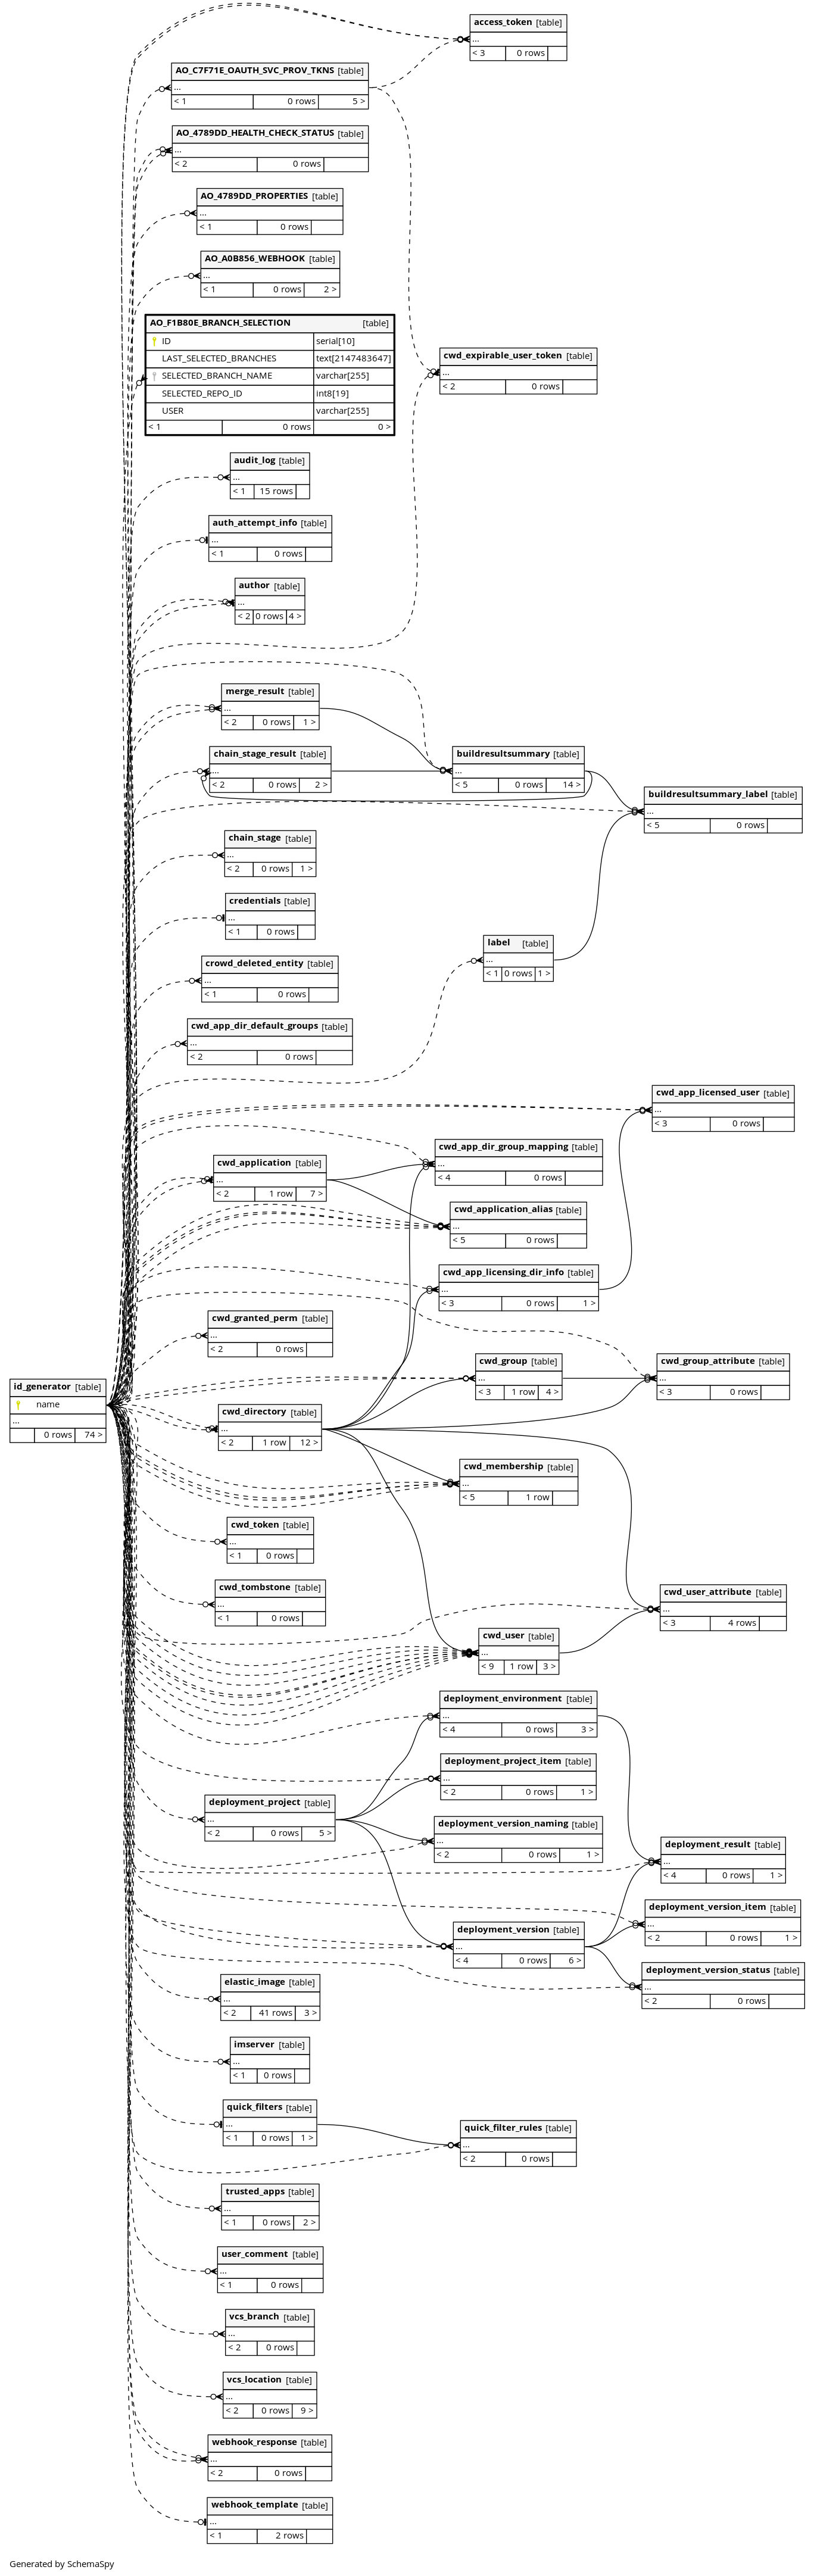 access_token [table]
...
< 3 0 rows
AO_C7F71E_OAUTH_SVC_PROV_TKNS [table]
...
< 1 0 rows 5 >
AO_4789DD_HEALTH_CHECK_STATUS [table]
...
< 2 0 rows
AO_4789DD_PROPERTIES [table]
...
< 1 0 rows
AO_A0B856_WEBHOOK [table]
...
< 1 0 rows 2 >
AO_F1B80E_BRANCH_SELECTION [table]
ID serial[10]
LAST_SELECTED_BRANCHES text[2147483647]
SELECTED_BRANCH_NAME varchar[255]
SELECTED_REPO_ID int8[19]
USER varchar[255]
< 1 0 rows 0 >
cwd_expirable_user_token [table]
...
< 2 0 rows
audit_log [table]
...
< 1 15 rows
auth_attempt_info [table]
...
< 1 0 rows
author [table]
...
< 2 0 rows 4 >
merge_result [table]
...
< 2 0 rows 1 >
chain_stage_result [table]
...
< 2 0 rows 2 >
buildresultsummary [table]
...
< 5 0 rows 14 >
buildresultsummary_label [table]
...
< 5 0 rows
chain_stage [table]
...
< 2 0 rows 1 >
credentials [table]
...
< 1 0 rows
label [table]
...
< 1 0 rows 1 >
crowd_deleted_entity [table]
...
< 1 0 rows
cwd_app_dir_default_groups [table]
...
< 2 0 rows
cwd_app_licensed_user [table]
...
< 3 0 rows
cwd_app_dir_group_mapping [table]
...
< 4 0 rows
cwd_application [table]
...
< 2 1 row 7 >
cwd_application_alias [table]
...
< 5 0 rows
cwd_app_licensing_dir_info [table]
...
< 3 0 rows 1 >
cwd_granted_perm [table]
...
< 2 0 rows
cwd_group [table]
...
< 3 1 row 4 >
cwd_group_attribute [table]
...
< 3 0 rows
id_generator [table]
name
...
0 rows 74 >
cwd_directory [table]
...
< 2 1 row 12 >
cwd_membership [table]
...
< 5 1 row
cwd_token [table]
...
< 1 0 rows
cwd_tombstone [table]
...
< 1 0 rows
cwd_user_attribute [table]
...
< 3 4 rows
cwd_user [table]
...
< 9 1 row 3 >
deployment_environment [table]
...
< 4 0 rows 3 >
deployment_project_item [table]
...
< 2 0 rows 1 >
deployment_project [table]
...
< 2 0 rows 5 >
deployment_version_naming [table]
...
< 2 0 rows 1 >
deployment_result [table]
...
< 4 0 rows 1 >
deployment_version_item [table]
...
< 2 0 rows 1 >
deployment_version [table]
...
< 4 0 rows 6 >
deployment_version_status [table]
...
< 2 0 rows
elastic_image [table]
...
< 2 41 rows 3 >
imserver [table]
...
< 1 0 rows
quick_filters [table]
...
< 1 0 rows 1 >
quick_filter_rules [table]
...
< 2 0 rows
trusted_apps [table]
...
< 1 0 rows 2 >
user_comment [table]
...
< 1 0 rows
vcs_branch [table]
...
< 2 0 rows
vcs_location [table]
...
< 2 0 rows 9 >
webhook_response [table]
...
< 2 0 rows
webhook_template [table]
...
< 1 2 rows
Generated by SchemaSpy